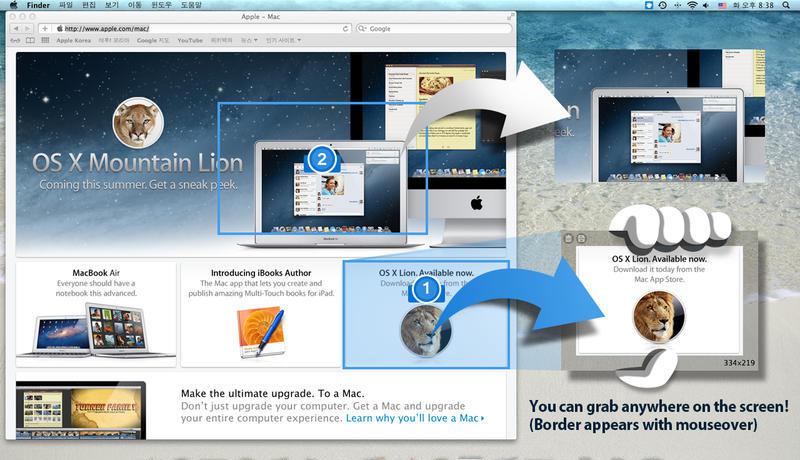 Finder 파일 편집 보기 이동 윈도우 도움말
화 오후 8:38
Apple – Mac
http://www.apple.com/mac/
Google
Apple Korea
Google 지도
YouTube
위키백과
뉴스
인기 사이트
OS X Mountain Lion
Coming this summer. Get a sneak peek.
2
eek.
MacBook Air
Everyone should have a
notebook this advanced.
Introducing iBooks Author
The Mac app that lets you create and
publish amazing Multi-Touch books for iPad.
OS X Lion. Available now.
1
OS X Lion. Available now.
Download it today from the
Mac App Store.
334x219
Make the ultimate upgrade. To a Mac.
Don't just upgrade your computer. Get a Mac and upgrade
your entire computer experience. Learn why you'll love a Mac
You can grab anywhere on the screen!
(Border appears with mouseover)